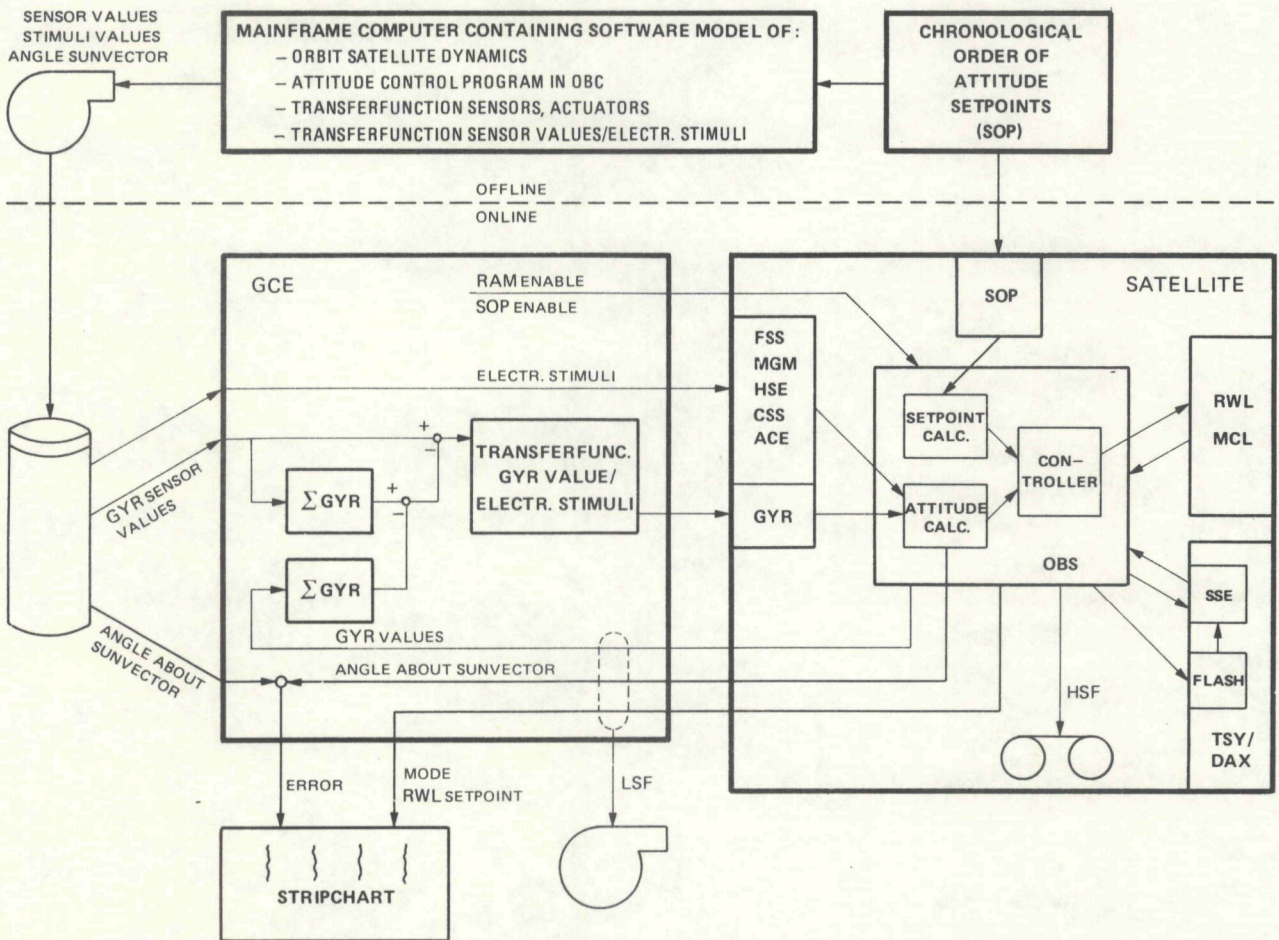 SENSOR VALUES
STIMULI VALUES
ANGLE SUNVECTOR
MAINFRAME COMPUTER CONTAINING SOFTWARE MODEL OF:
– ORBIT SATELLITE DYNAMICS
– ATTITUDE CONTROL PROGRAM IN OBC
– TRANSFERFUNCTION SENSORS, ACTUATORS
– TRANSFERFUNCTION SENSOR VALUES/ELECTR. STIMULI
CHRONOLOGICAL
ORDER OF
ATTITUDE
SETPOINTS
(SOP)
OFFLINE
ONLINE
GCE
RAM ENABLE
SOP ENABLE
ELECTR. STIMULI
GYR SENSOR
VALUES
+
–
TRANSFERFUNC.
GYR VALUE/
ELECTR. STIMULI
Σ GYR
+
–
Σ GYR
GYR VALUES
ANGLE ABOUT SUNVECTOR
ANGLE ABOUT
SUNVECTOR
SATELLITE
SOP
FSS
MGM
HSE
CSS
ACE
GYR
SETPOINT
CALC.
ATTITUDE
CALC.
CON–
TROLLER
OBS
RWL
MCL
SSE
FLASH
TSY/
DAX
HSF
ERROR
MODE
RWL SETPOINT
LSF
STRIPCHART